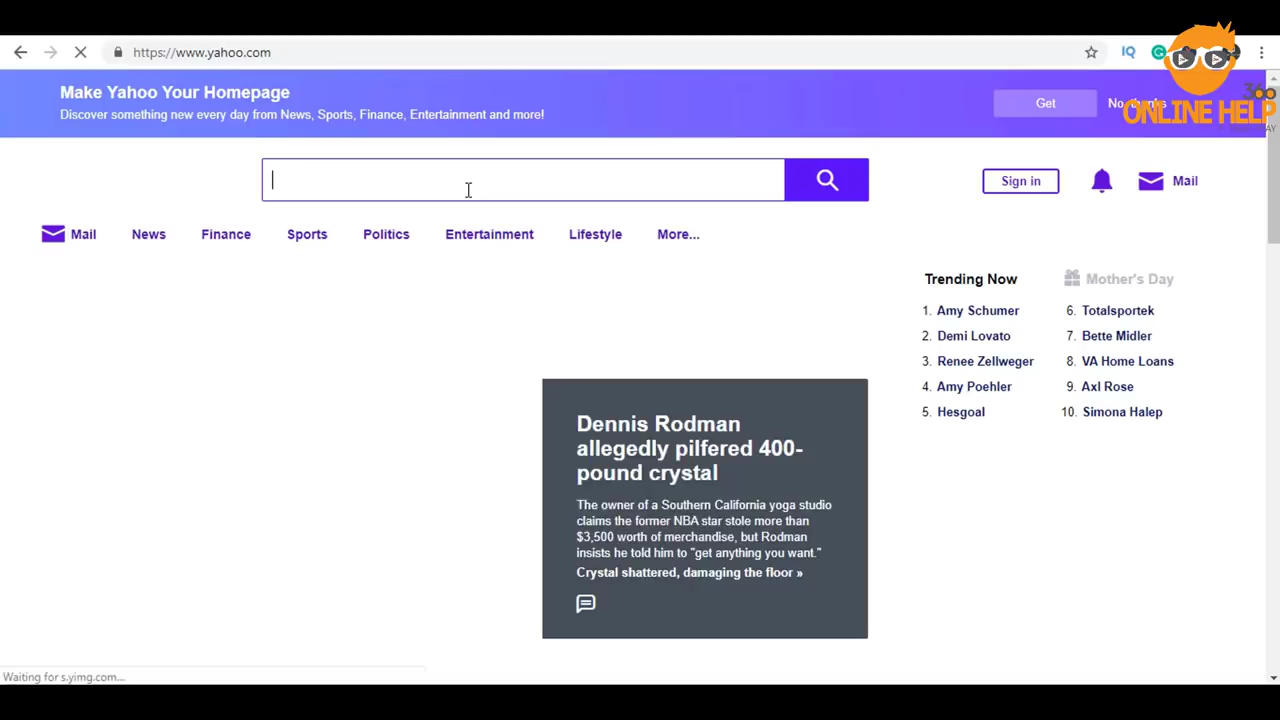 https://www.yahoo.com
IQ
Make Yahoo Your Homepage
Discover something new every day from News, Sports, Finance, Entertainment and more!
Get
No thanks
360
ONLINE HELP
Sign in
Mail
Mail
News
Finance
Sports
Politics
Entertainment
Lifestyle
More...
Trending Now
1. Amy Schumer
2. Demi Lovato
3. Renee Zellweger
4. Amy Poehler
5. Hesgoal
Mother's Day
6. Totalsportek
7. Bette Midler
8. VA Home Loans
9. Axl Rose
10. Simona Halep
Dennis Rodman
allegedly pilfered 400-
pound crystal
The owner of a Southern California yoga studio
claims the former NBA star stole more than
$3,500 worth of merchandise, but Rodman
insists he told him to "get anything you want."
Crystal shattered, damaging the floor »
Waiting for s.yimg.com...